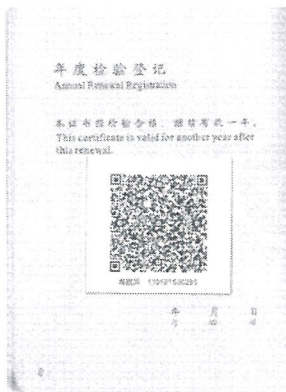 年度检验登记
Annual Renewal Registration
本证书经检验合格，继续有效一年。
This certificate is valid for another year after
this renewal.
年 月 日